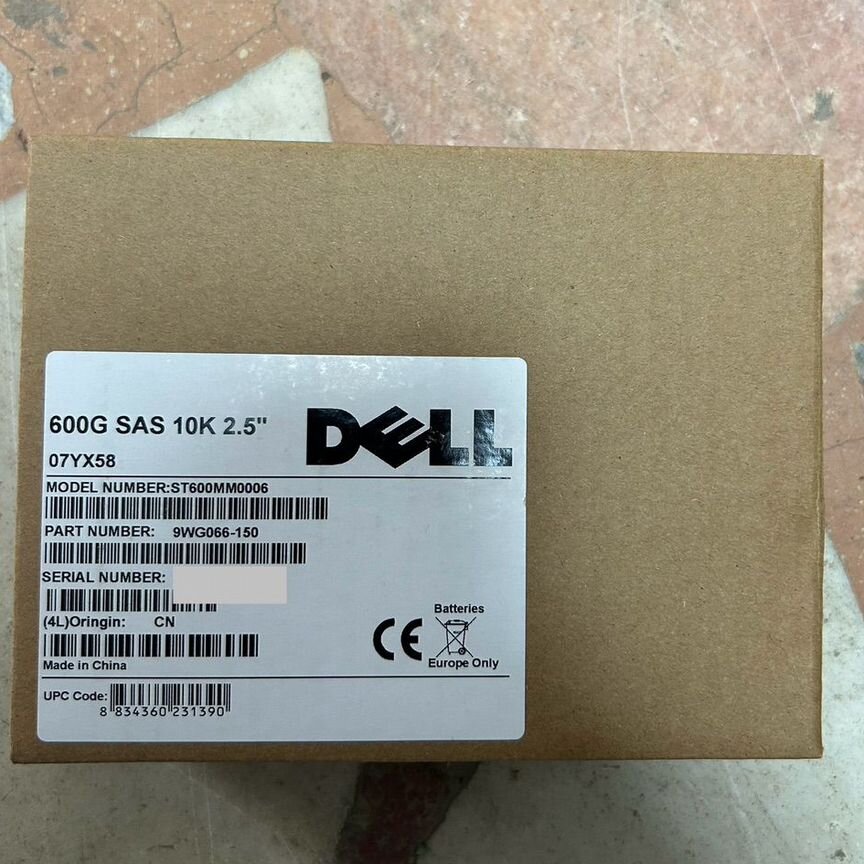 600G SAS 10K 2.5"
DELL
07YX58
MODEL NUMBER:ST600MM0006
PART NUMBER: 9WG066-150
SERIAL NUMBER:
(4L)Oringin: CN
Made in China
Batteries
CE
Europe Only
UPC Code:
8 834360 231390